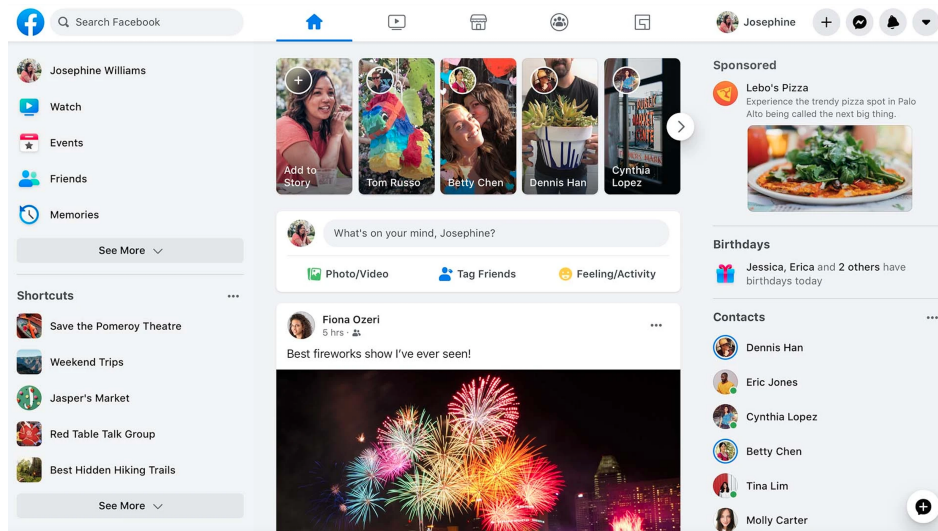 Search Facebook
Josephine
Josephine Williams
Watch
Events
Friends
Memories
See More
Shortcuts
Save the Pomeroy Theatre
Weekend Trips
Jasper's Market
Red Table Talk Group
Best Hidden Hiking Trails
See More
Add to
Story
Tom Russo
Betty Chen
Dennis Han
PUBLIC
MARKET
Cynthia
Lopez
What's on your mind, Josephine?
Photo/Video
Tag Friends
Feeling/Activity
Fiona Ozeri
5 hrs ·
Best fireworks show I've ever seen!
Sponsored
Lebo's Pizza
Experience the trendy pizza spot in Palo
Alto being called the next big thing.
Birthdays
Jessica, Erica and 2 others have
birthdays today
Contacts
Dennis Han
Eric Jones
Cynthia Lopez
Betty Chen
Tina Lim
Molly Carter